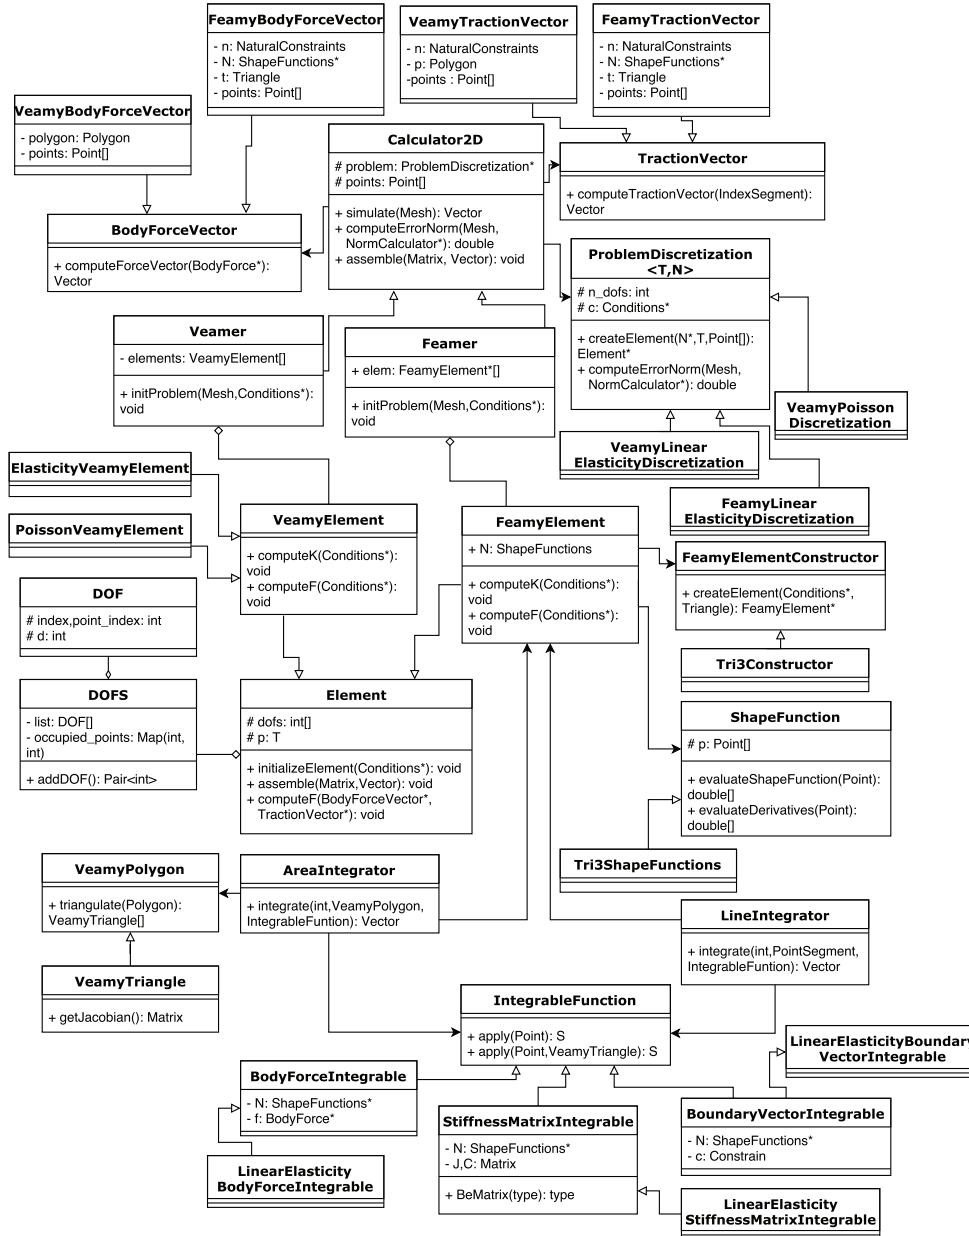 FeamyBodyForceVector
- n: NaturalConstraints
- N: ShapeFunctions*
- t: Triangle
- points: Point[]
VeamyTractionVector
- n: NaturalConstraints
- p: Polygon
-points : Point[]
FeamyTractionVector
- n: NaturalConstraints
- N: ShapeFunctions*
- t: Triangle
- points: Point[]
VeamyBodyForceVector
- polygon: Polygon
- points: Point[]
Calculator2D
# problem: ProblemDiscretization*
# points: Point[]
+ simulate(Mesh): Vector
+ computeErrorNorm(Mesh,
NormCalculator*): double
+ assemble(Matrix, Vector): void
TractionVector
+ computeTractionVector(IndexSegment):
Vector
BodyForceVector
+ computeForceVector(BodyForce*):
Vector
ProblemDiscretization
<T,N>
# n_dofs: int
# c: Conditions*
+ createElement(N*,T,Point[]):
Element*
+ computeErrorNorm(Mesh,
NormCalculator*): double
Veamer
- elements: VeamyElement[]
+ initProblem(Mesh,Conditions*):
void
Feamer
+ elem: FeamyElement*[]
+ initProblem(Mesh,Conditions*):
void
VeamyPoisson
Discretization
VeamyLinear
ElasticityDiscretization
ElasticityVeamyElement
FeamyLinear
ElasticityDiscretization
PoissonVeamyElement
VeamyElement
+ computeK(Conditions*):
void
+ computeF(Conditions*):
void
FeamyElement
+ N: ShapeFunctions
+ computeK(Conditions*):
void
+ computeF(Conditions*):
void
FeamyElementConstructor
+ createElement(Conditions*,
Triangle): FeamyElement*
DOF
# index,point_index: int
# d: int
Tri3Constructor
DOFS
- list: DOF[]
- occupied_points: Map(int,
int)
+ addDOF(): Pair<int>
Element
# dofs: int[]
# p: T
+ initializeElement(Conditions*): void
+ assemble(Matrix,Vector): void
+ computeF(BodyForceVector*,
TractionVector*): void
ShapeFunction
# p: Point[]
+ evaluateShapeFunction(Point):
double[]
+ evaluateDerivatives(Point):
double[]
Tri3ShapeFunctions
VeamyPolygon
+ triangulate(Polygon):
VeamyTriangle[]
AreaIntegrator
+ integrate(int,VeamyPolygon,
IntegrableFuntion): Vector
LineIntegrator
+ integrate(int,PointSegment,
IntegrableFuntion): Vector
VeamyTriangle
+ getJacobian(): Matrix
IntegrableFunction
+ apply(Point): S
+ apply(Point,VeamyTriangle): S
LinearElasticityBoundary
VectorIntegrable
BodyForceIntegrable
- N: ShapeFunctions*
- f: BodyForce*
StiffnessMatrixIntegrable
- N: ShapeFunctions*
- J,C: Matrix
+ BeMatrix(type): type
BoundaryVectorIntegrable
- N: ShapeFunctions*
- c: Constrain
LinearElasticity
BodyForceIntegrable
LinearElasticity
StiffnessMatrixIntegrable